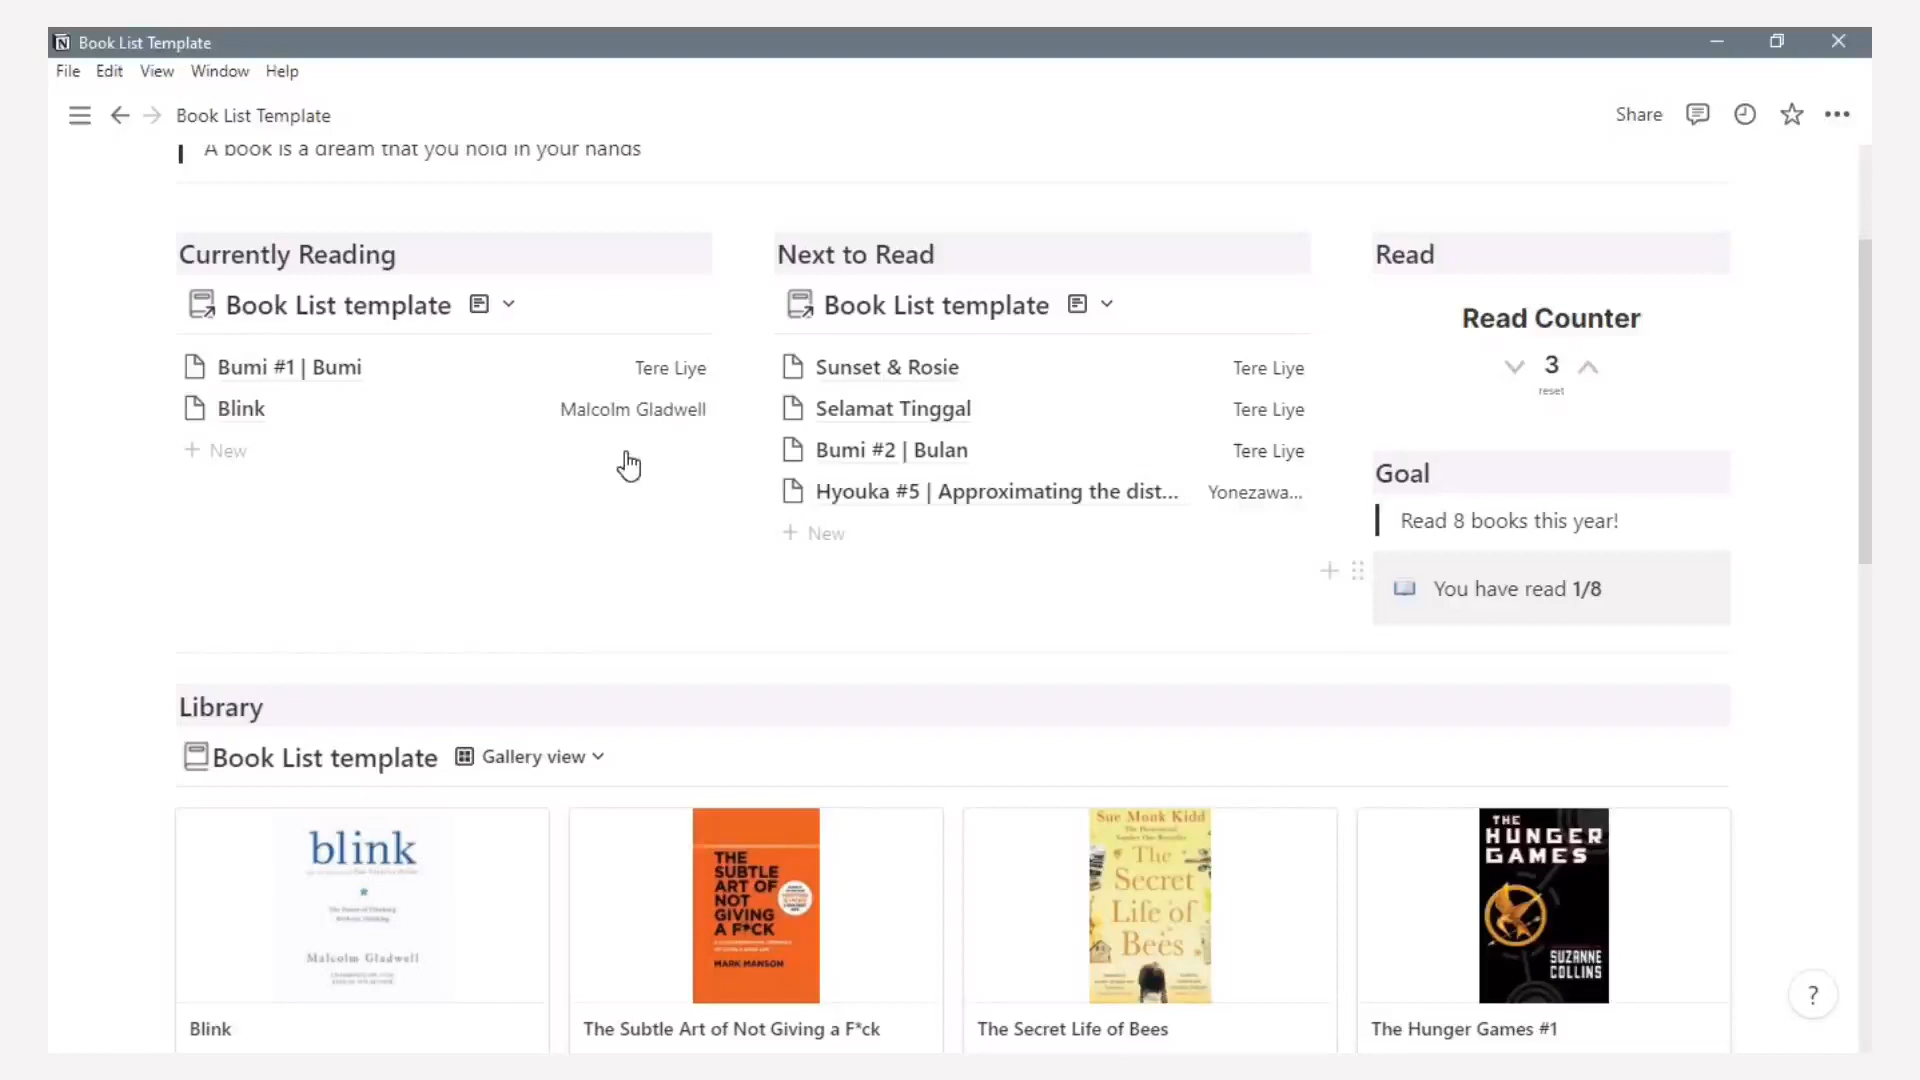 Book List Template
File Edit View Window Help
Book List Template
Share
A book is a dream that you hold in your hands
Currently Reading
Book List template
Bumi #1 | Bumi Tere Liye
Blink Malcolm Gladwell
+ New
Next to Read
Book List template
Sunset & Rosie Tere Liye
Selamat Tinggal Tere Liye
Bumi #2 | Bulan Tere Liye
Hyouka #5 | Approximating the dist... Yonezawa...
+ New
Read
Read Counter
3
reset
Goal
Read 8 books this year!
You have read 1/8
Library
Book List template Gallery view
blink
Malcolm Gladwell
Blink
THE
SUBTLE
ART OF
NOT
GIVING
A F*CK
MARK MANSON
The Subtle Art of Not Giving a F*ck
Sue Monk Kidd
The
Secret
Life of
Bees
The Secret Life of Bees
THE
HUNGER
GAMES
SUZANNE
COLLINS
The Hunger Games #1
?